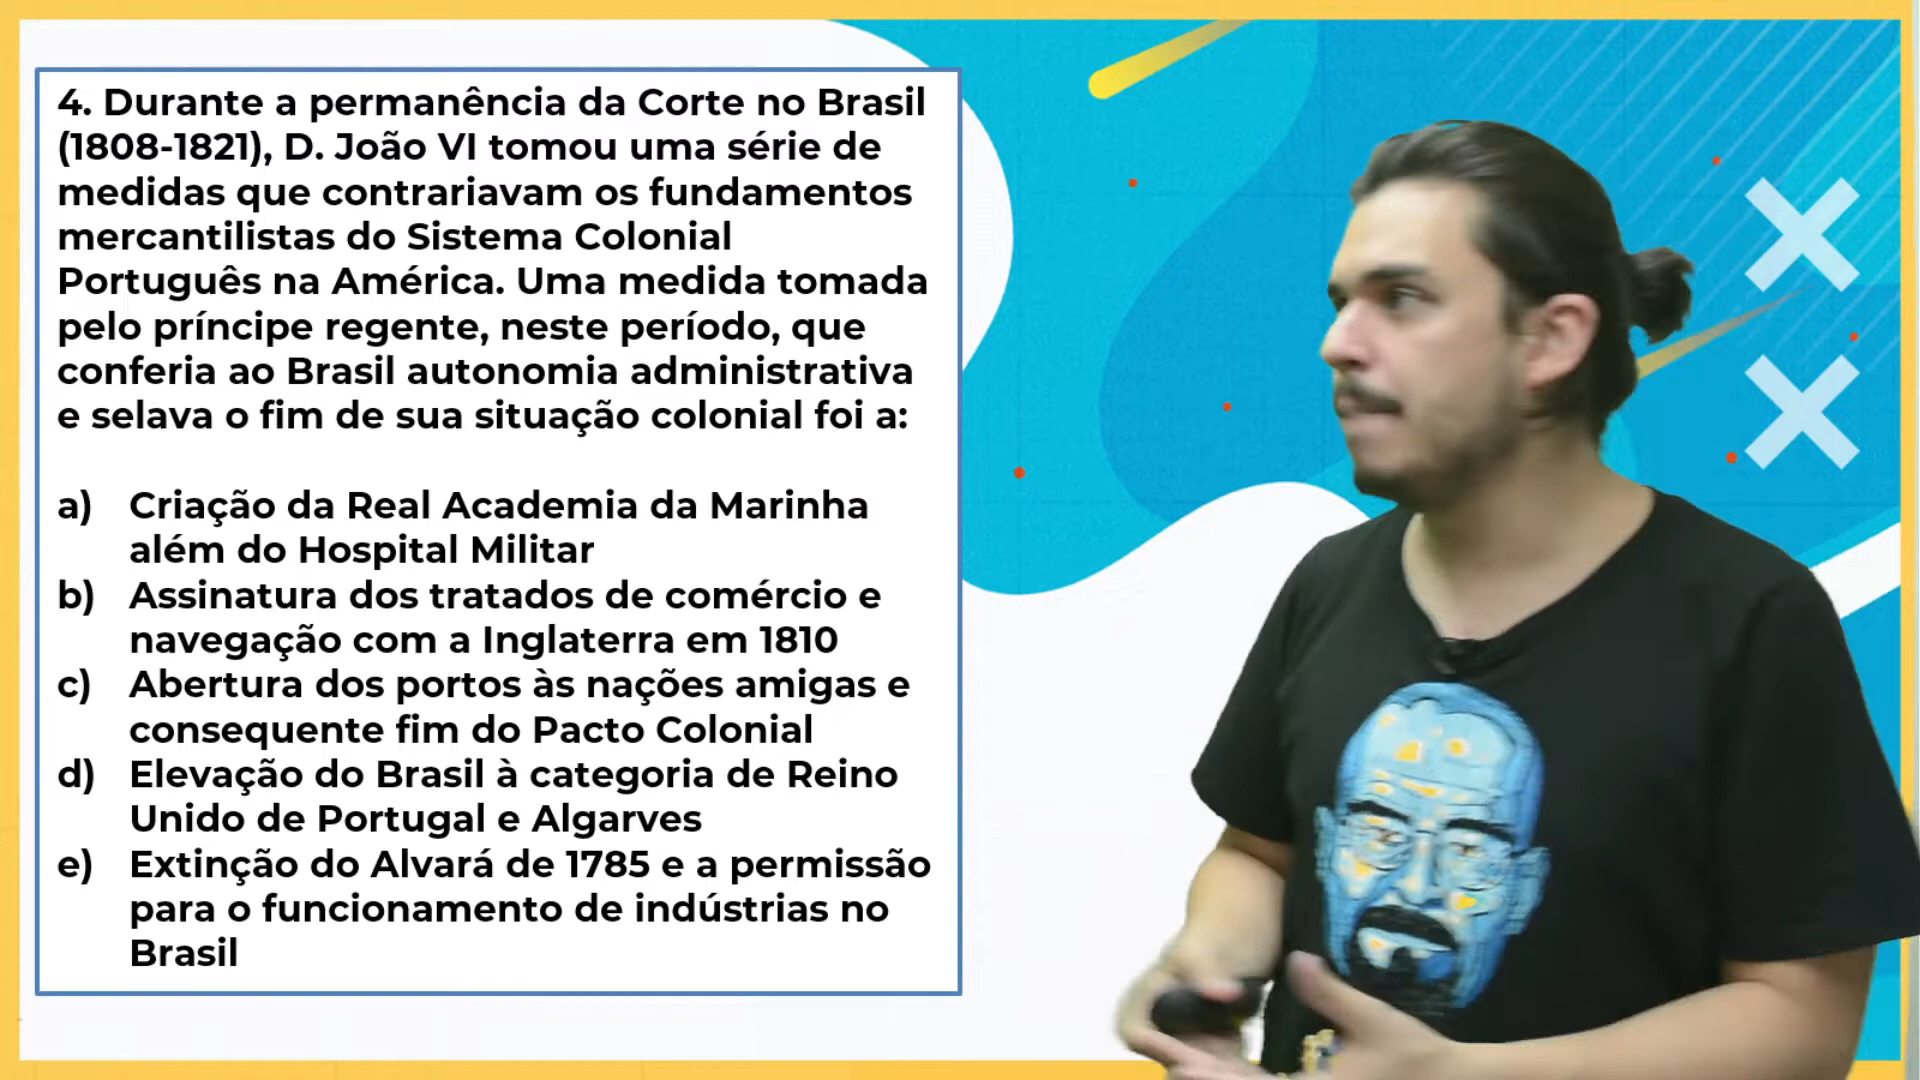 4. Durante a permanência da Corte no Brasil
(1808-1821), D. João VI tomou uma série de
medidas que contrariavam os fundamentos
mercantilistas do Sistema Colonial
Português na América. Uma medida tomada
pelo príncipe regente, neste período, que
conferia ao Brasil autonomia administrativa
e selava o fim de sua situação colonial foi a:
a) Criação da Real Academia da Marinha
além do Hospital Militar
b) Assinatura dos tratados de comércio e
navegação com a Inglaterra em 1810
c) Abertura dos portos às nações amigas e
consequente fim do Pacto Colonial
d) Elevação do Brasil à categoria de Reino
Unido de Portugal e Algarves
e) Extinção do Alvará de 1785 e a permissão
para o funcionamento de indústrias no
Brasil